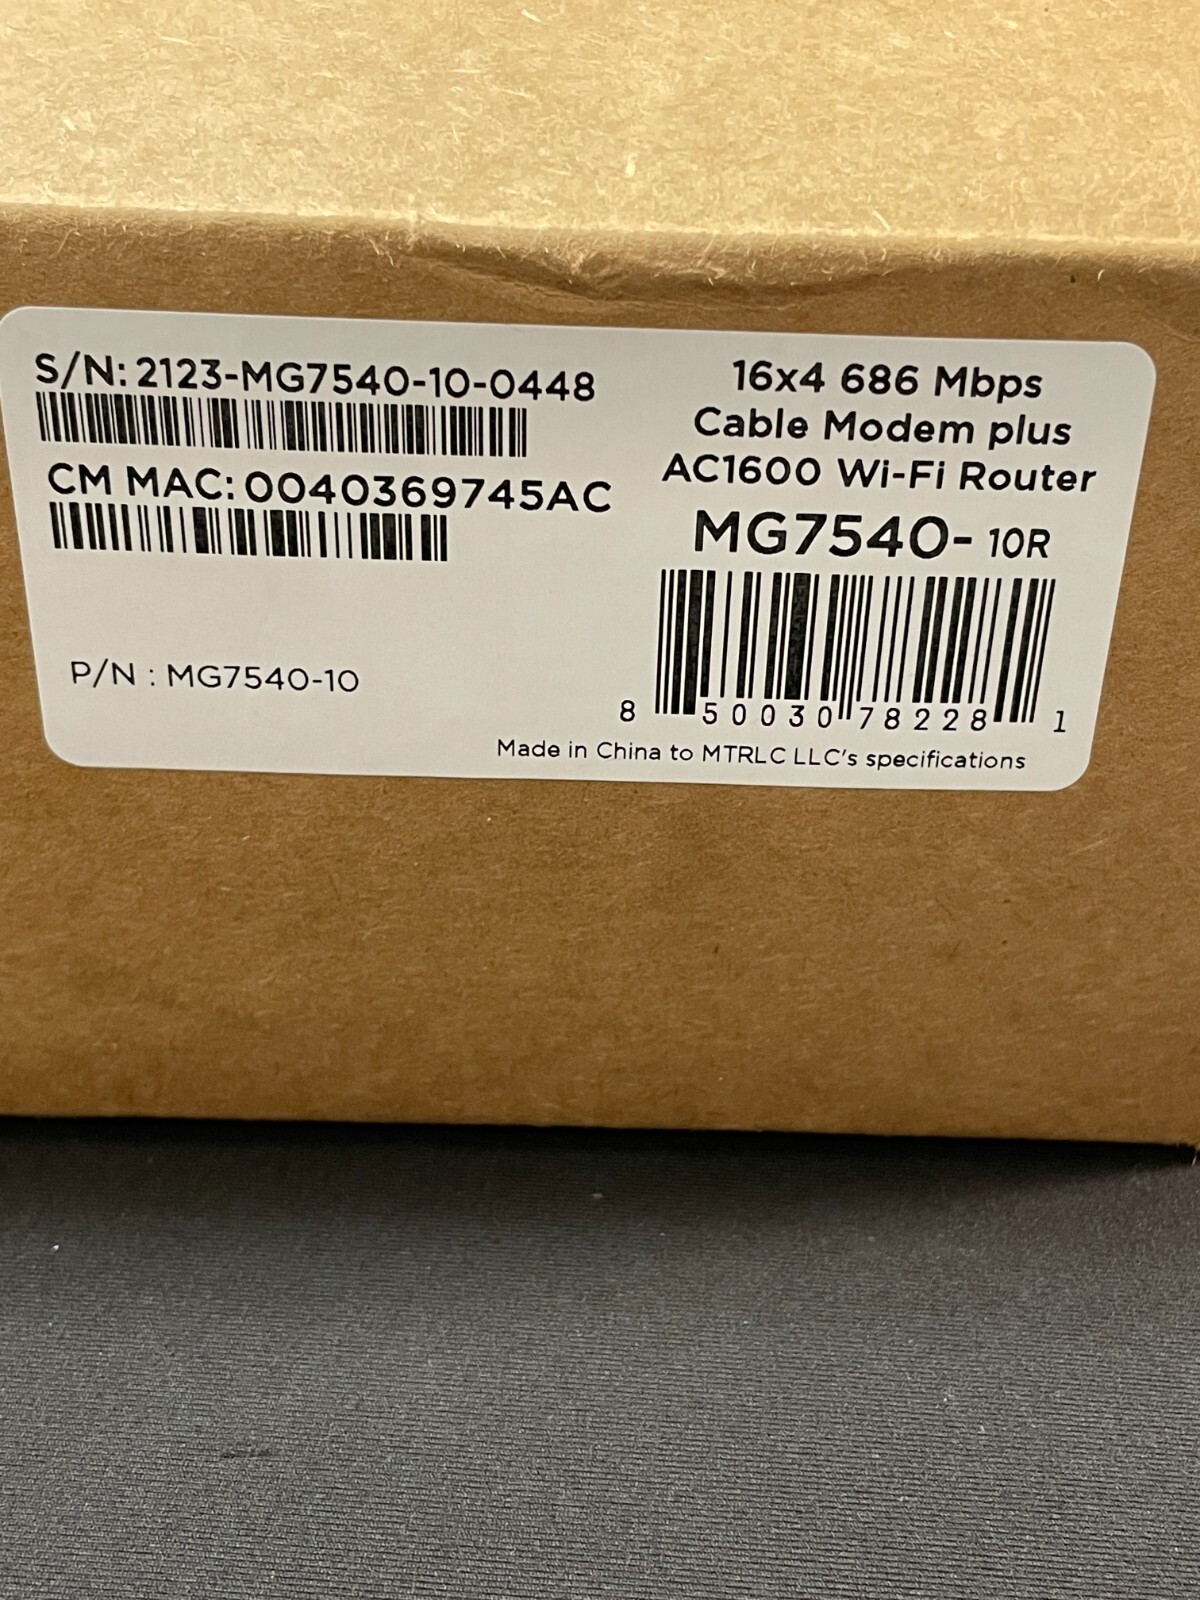 S/N: 2123-MG7540-10-0448
CM MAC: 0040369745AC
P/N : MG7540-10
16x4 686 Mbps
Cable Modem plus
AC1600 Wi-Fi Router
MG7540- 10R
8 50030 78228 1
Made in China to MTRLC LLC's specifications